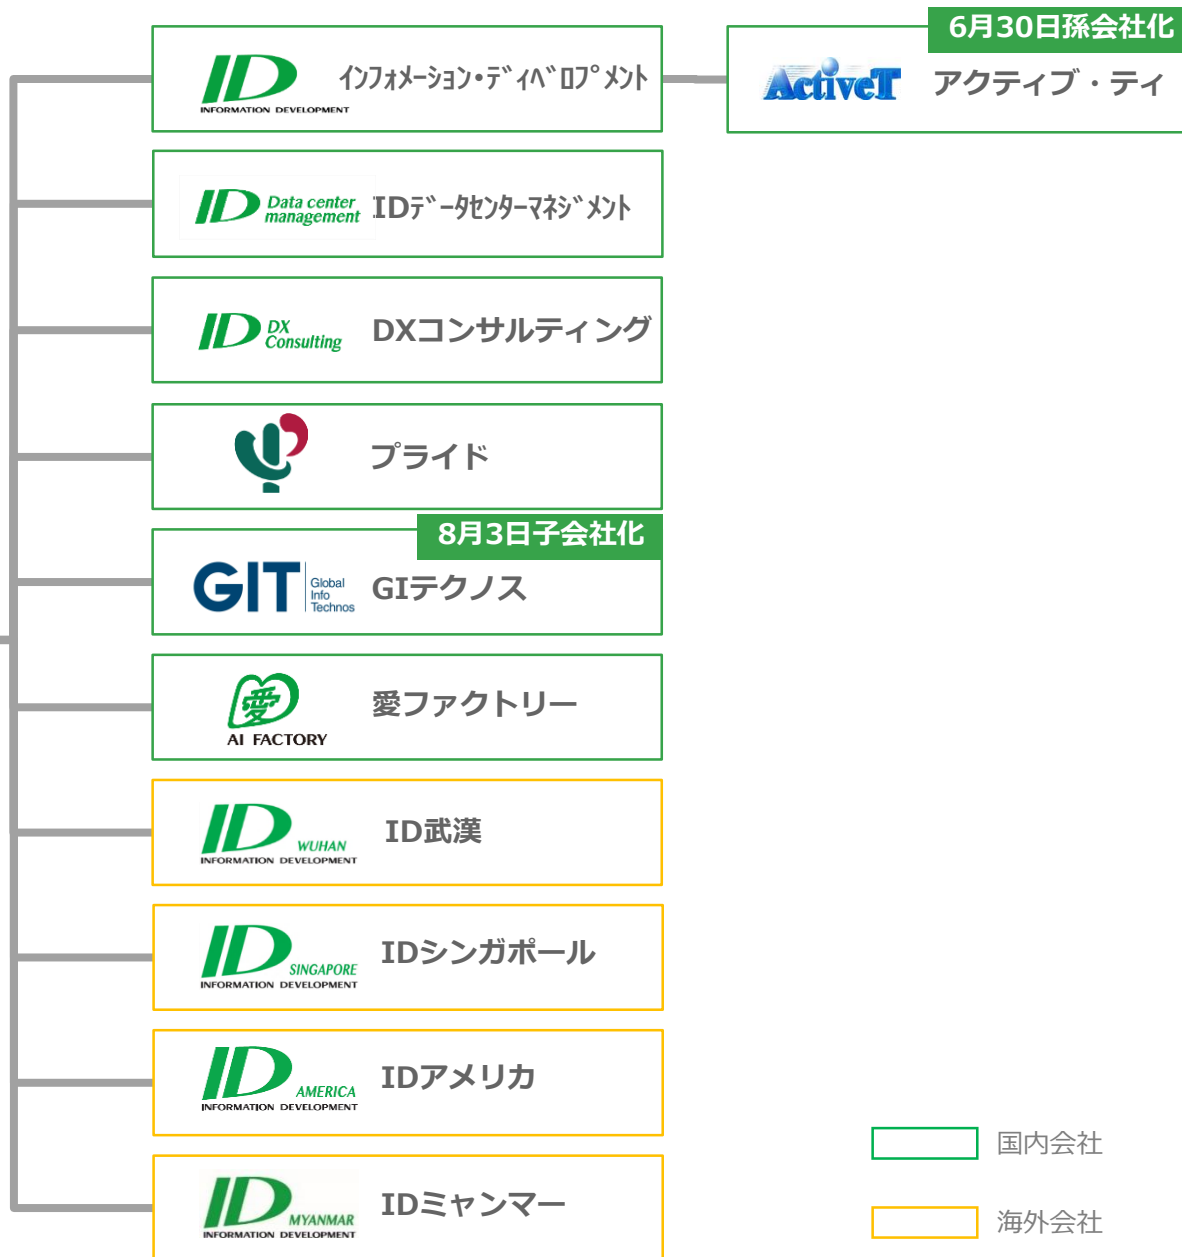 6月30日孫会社化
ID
INFORMATION DEVELOPMENT
ｲﾝﾌｫﾒｰｼｮﾝ・ﾃﾞｨﾍﾞﾛﾌﾟﾒﾝﾄ
ActiveT
アクティブ・ティ
ID Data center
management
IDﾃﾞｰﾀｾﾝﾀｰﾏﾈｼﾞﾒﾝﾄ
ID DX
Consulting
DXコンサルティング
プライド
8月3日子会社化
GIT
Global
Info
Technos
GIテクノス
愛
AI FACTORY
愛ファクトリー
ID WUHAN
INFORMATION DEVELOPMENT
ID武漢
ID SINGAPORE
INFORMATION DEVELOPMENT
IDシンガポール
ID AMERICA
INFORMATION DEVELOPMENT
IDアメリカ
ID MYANMAR
INFORMATION DEVELOPMENT
IDミャンマー
国内会社
海外会社